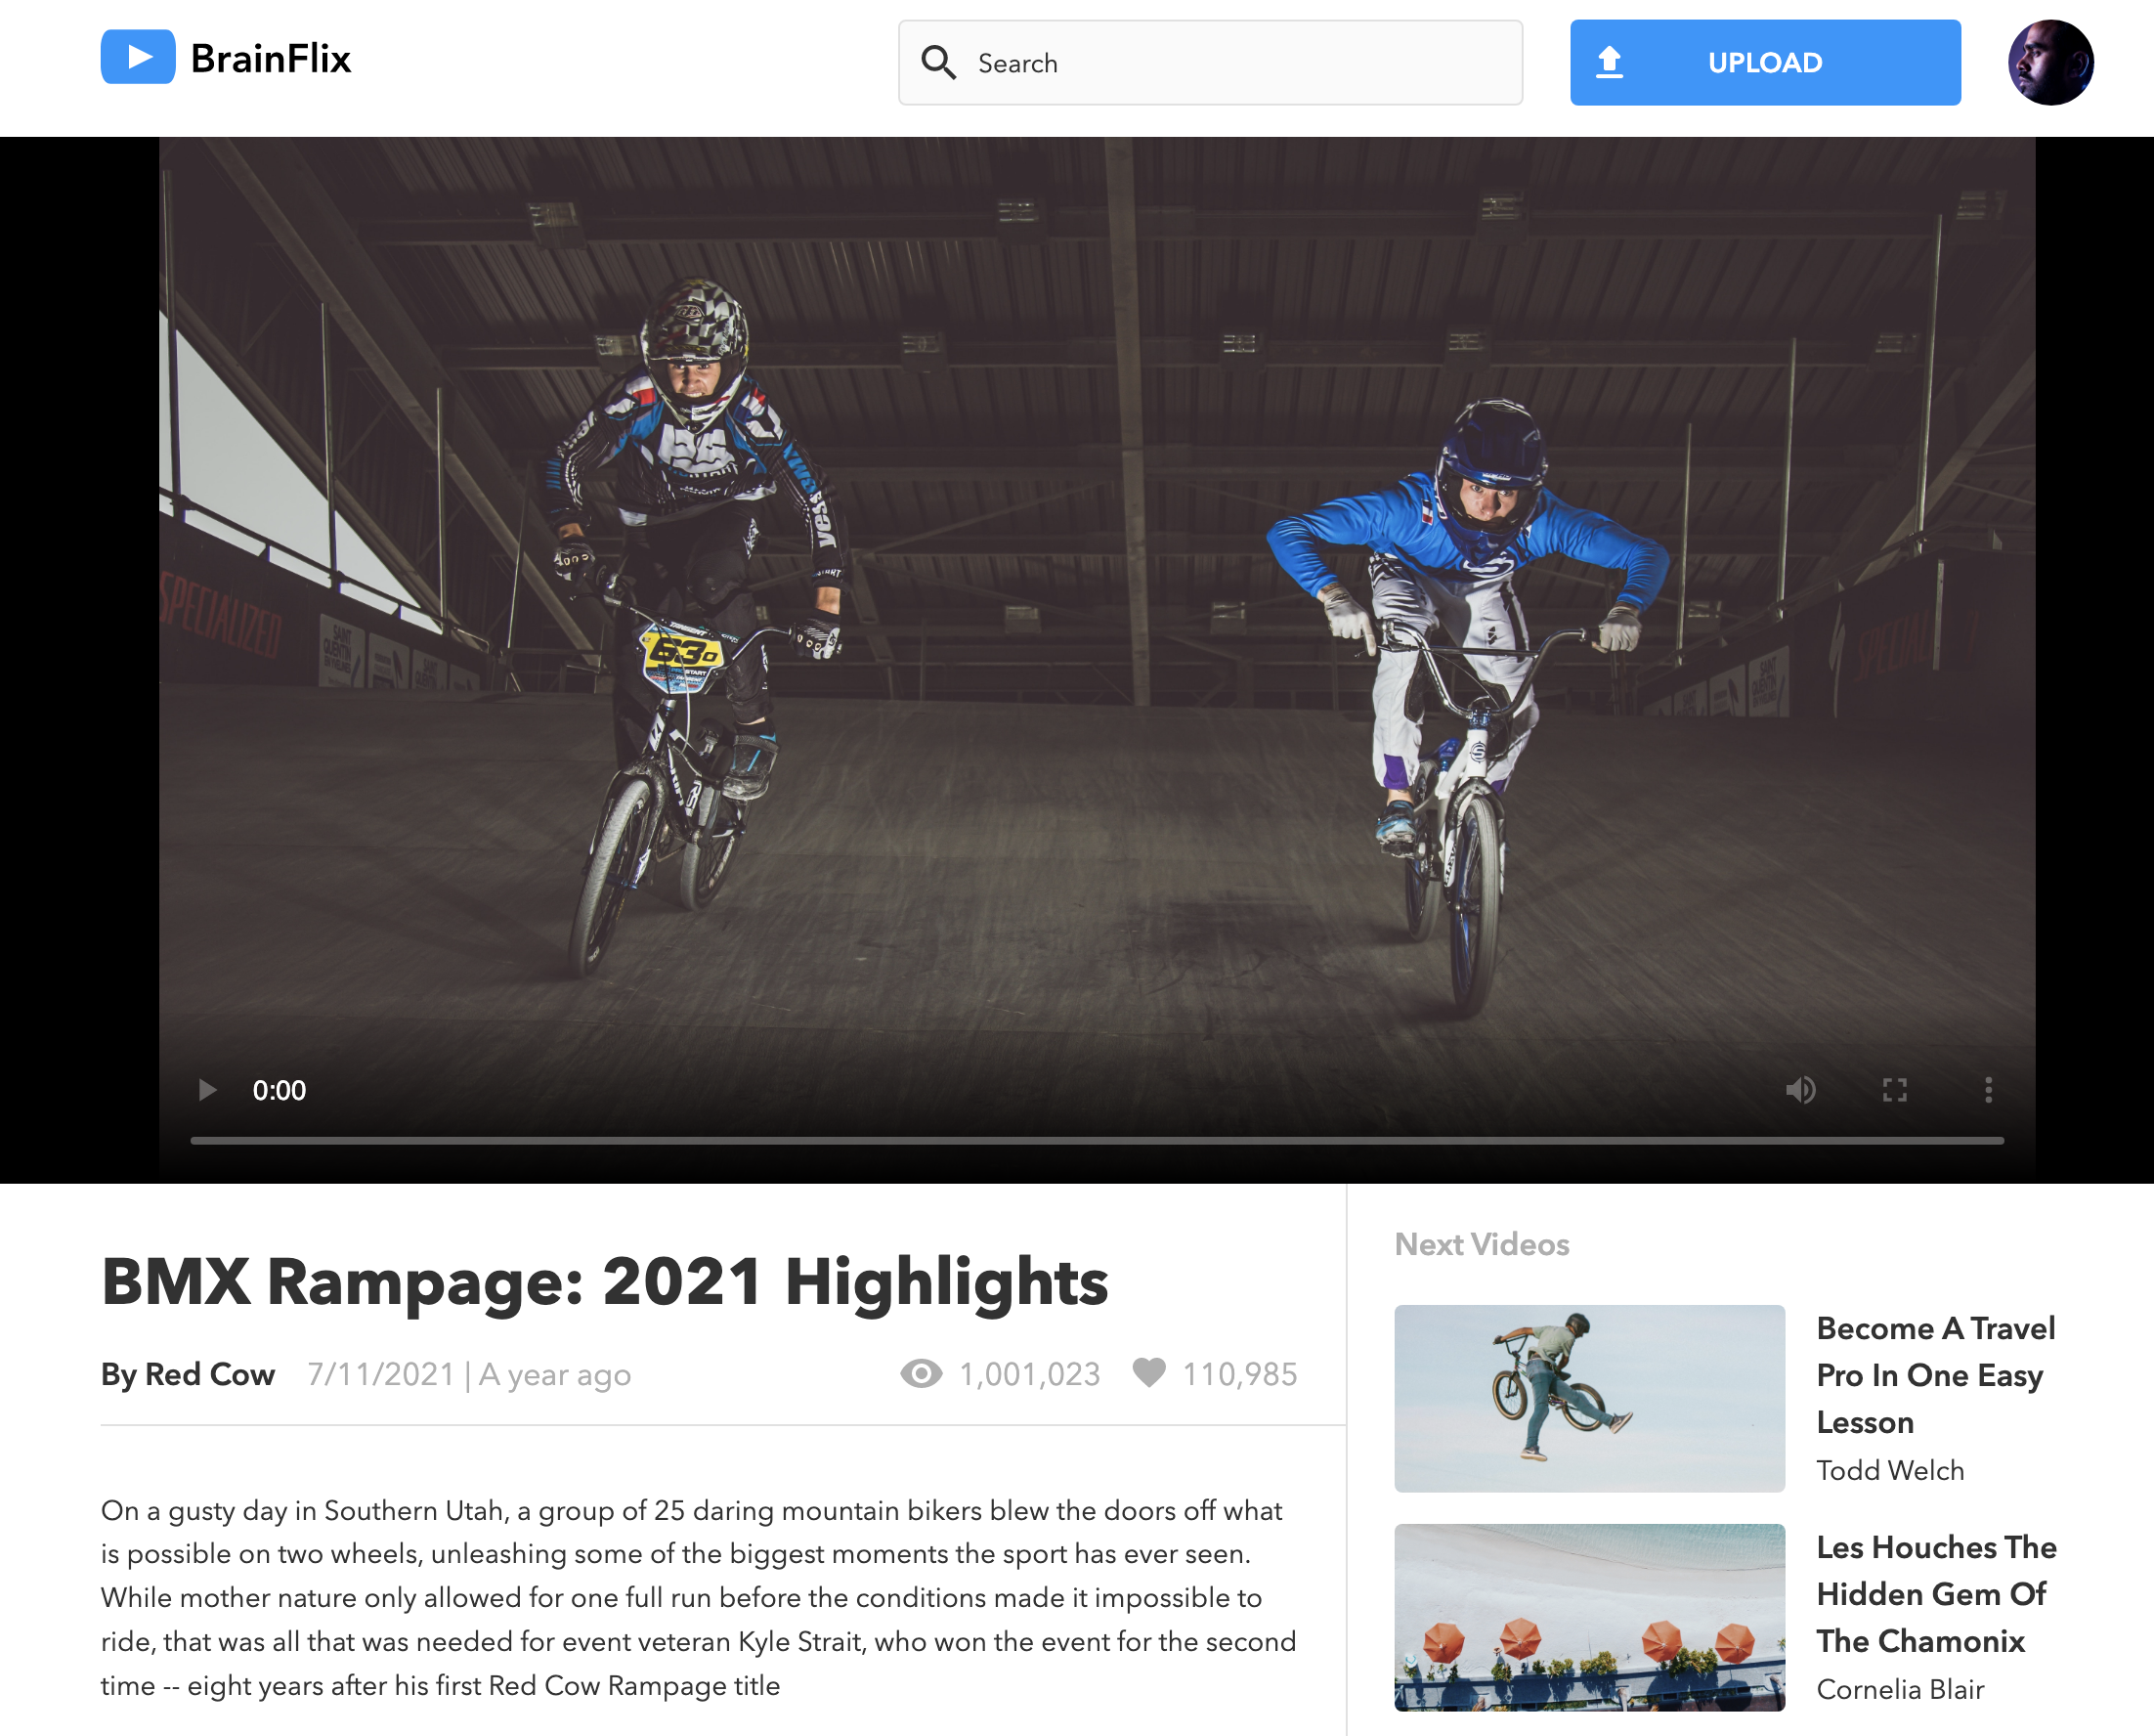 BrainFlix
Search
UPLOAD
SPECIALIZED
SAINT
QUENTIN
63o
START
0:00
BMX Rampage: 2021 Highlights
By Red Cow 7/11/2021 | A year ago 1,001,023 110,985
On a gusty day in Southern Utah, a group of 25 daring mountain bikers blew the doors off what
is possible on two wheels, unleashing some of the biggest moments the sport has ever seen.
While mother nature only allowed for one full run before the conditions made it impossible to
ride, that was all that was needed for event veteran Kyle Strait, who won the event for the second
time -- eight years after his first Red Cow Rampage title
Next Videos
Become A Travel
Pro In One Easy
Lesson
Todd Welch
Les Houches The
Hidden Gem Of
The Chamonix
Cornelia Blair